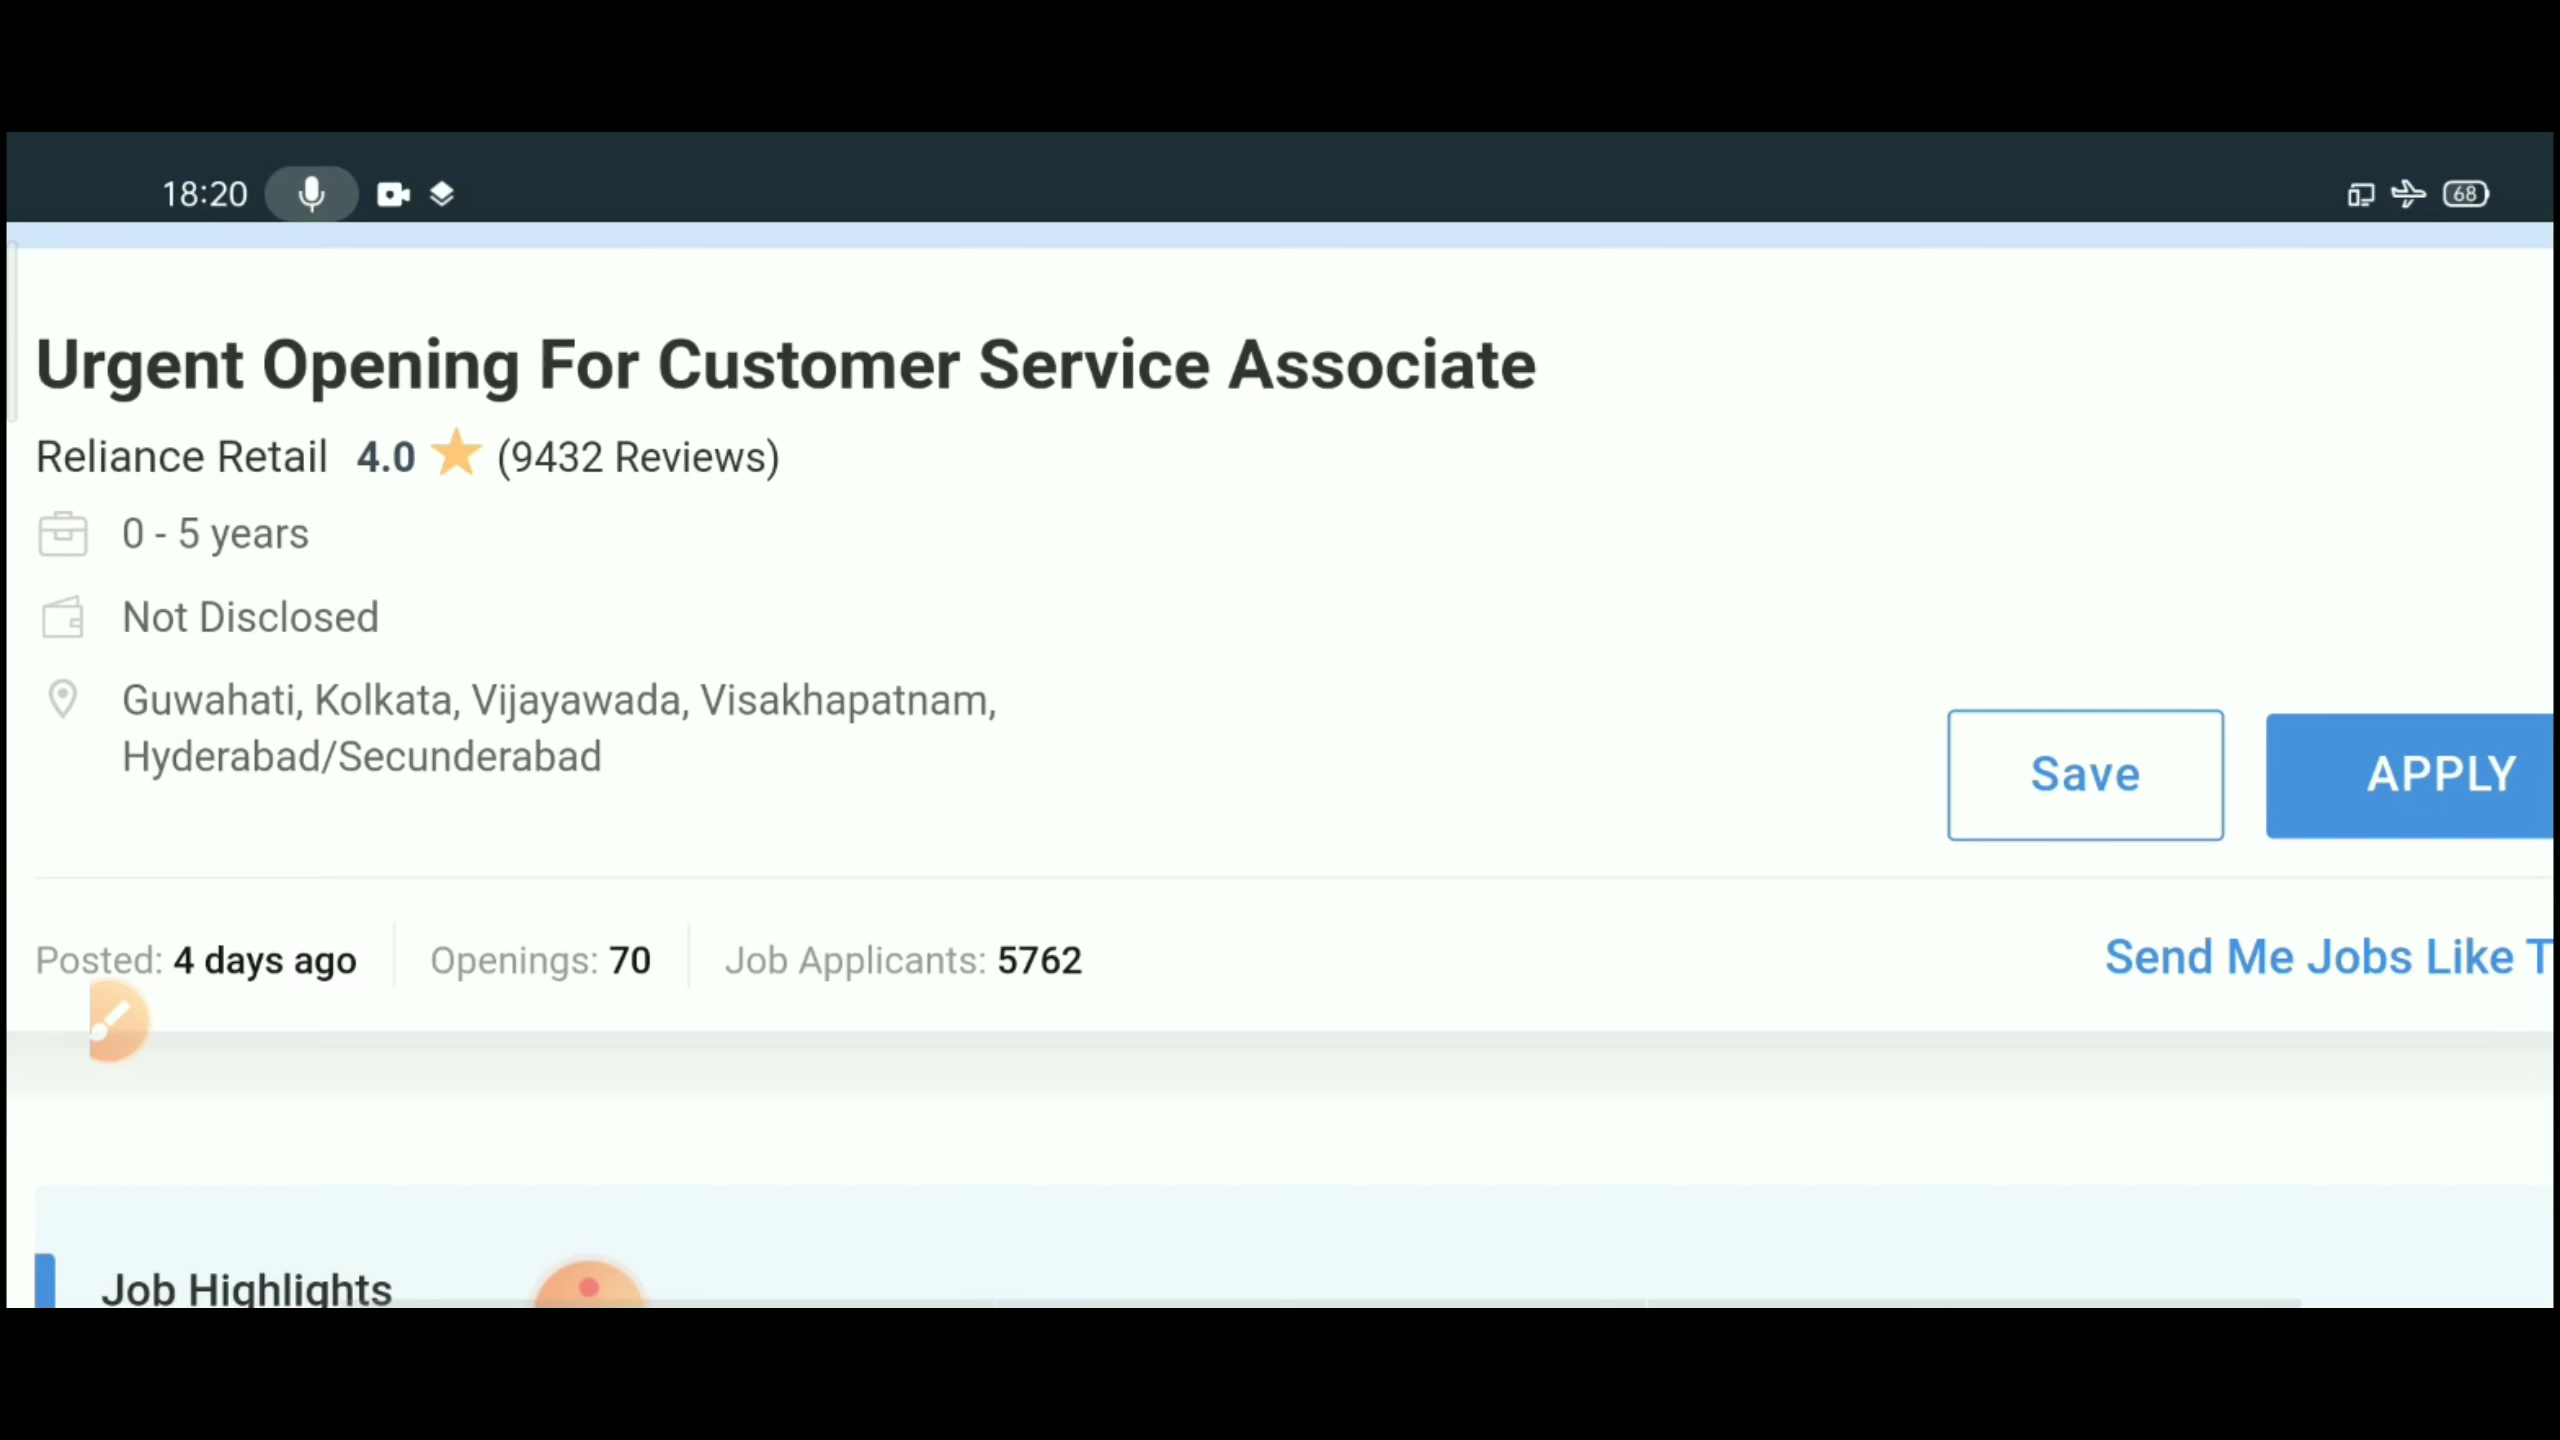 18:20
68
Urgent Opening For Customer Service Associate
Reliance Retail 4.0 (9432 Reviews)
0 - 5 years
Not Disclosed
Guwahati, Kolkata, Vijayawada, Visakhapatnam,
Hyderabad/Secunderabad
Save
APPLY
Posted: 4 days ago Openings: 70 Job Applicants: 5762
Send Me Jobs Like T
Job Highlights